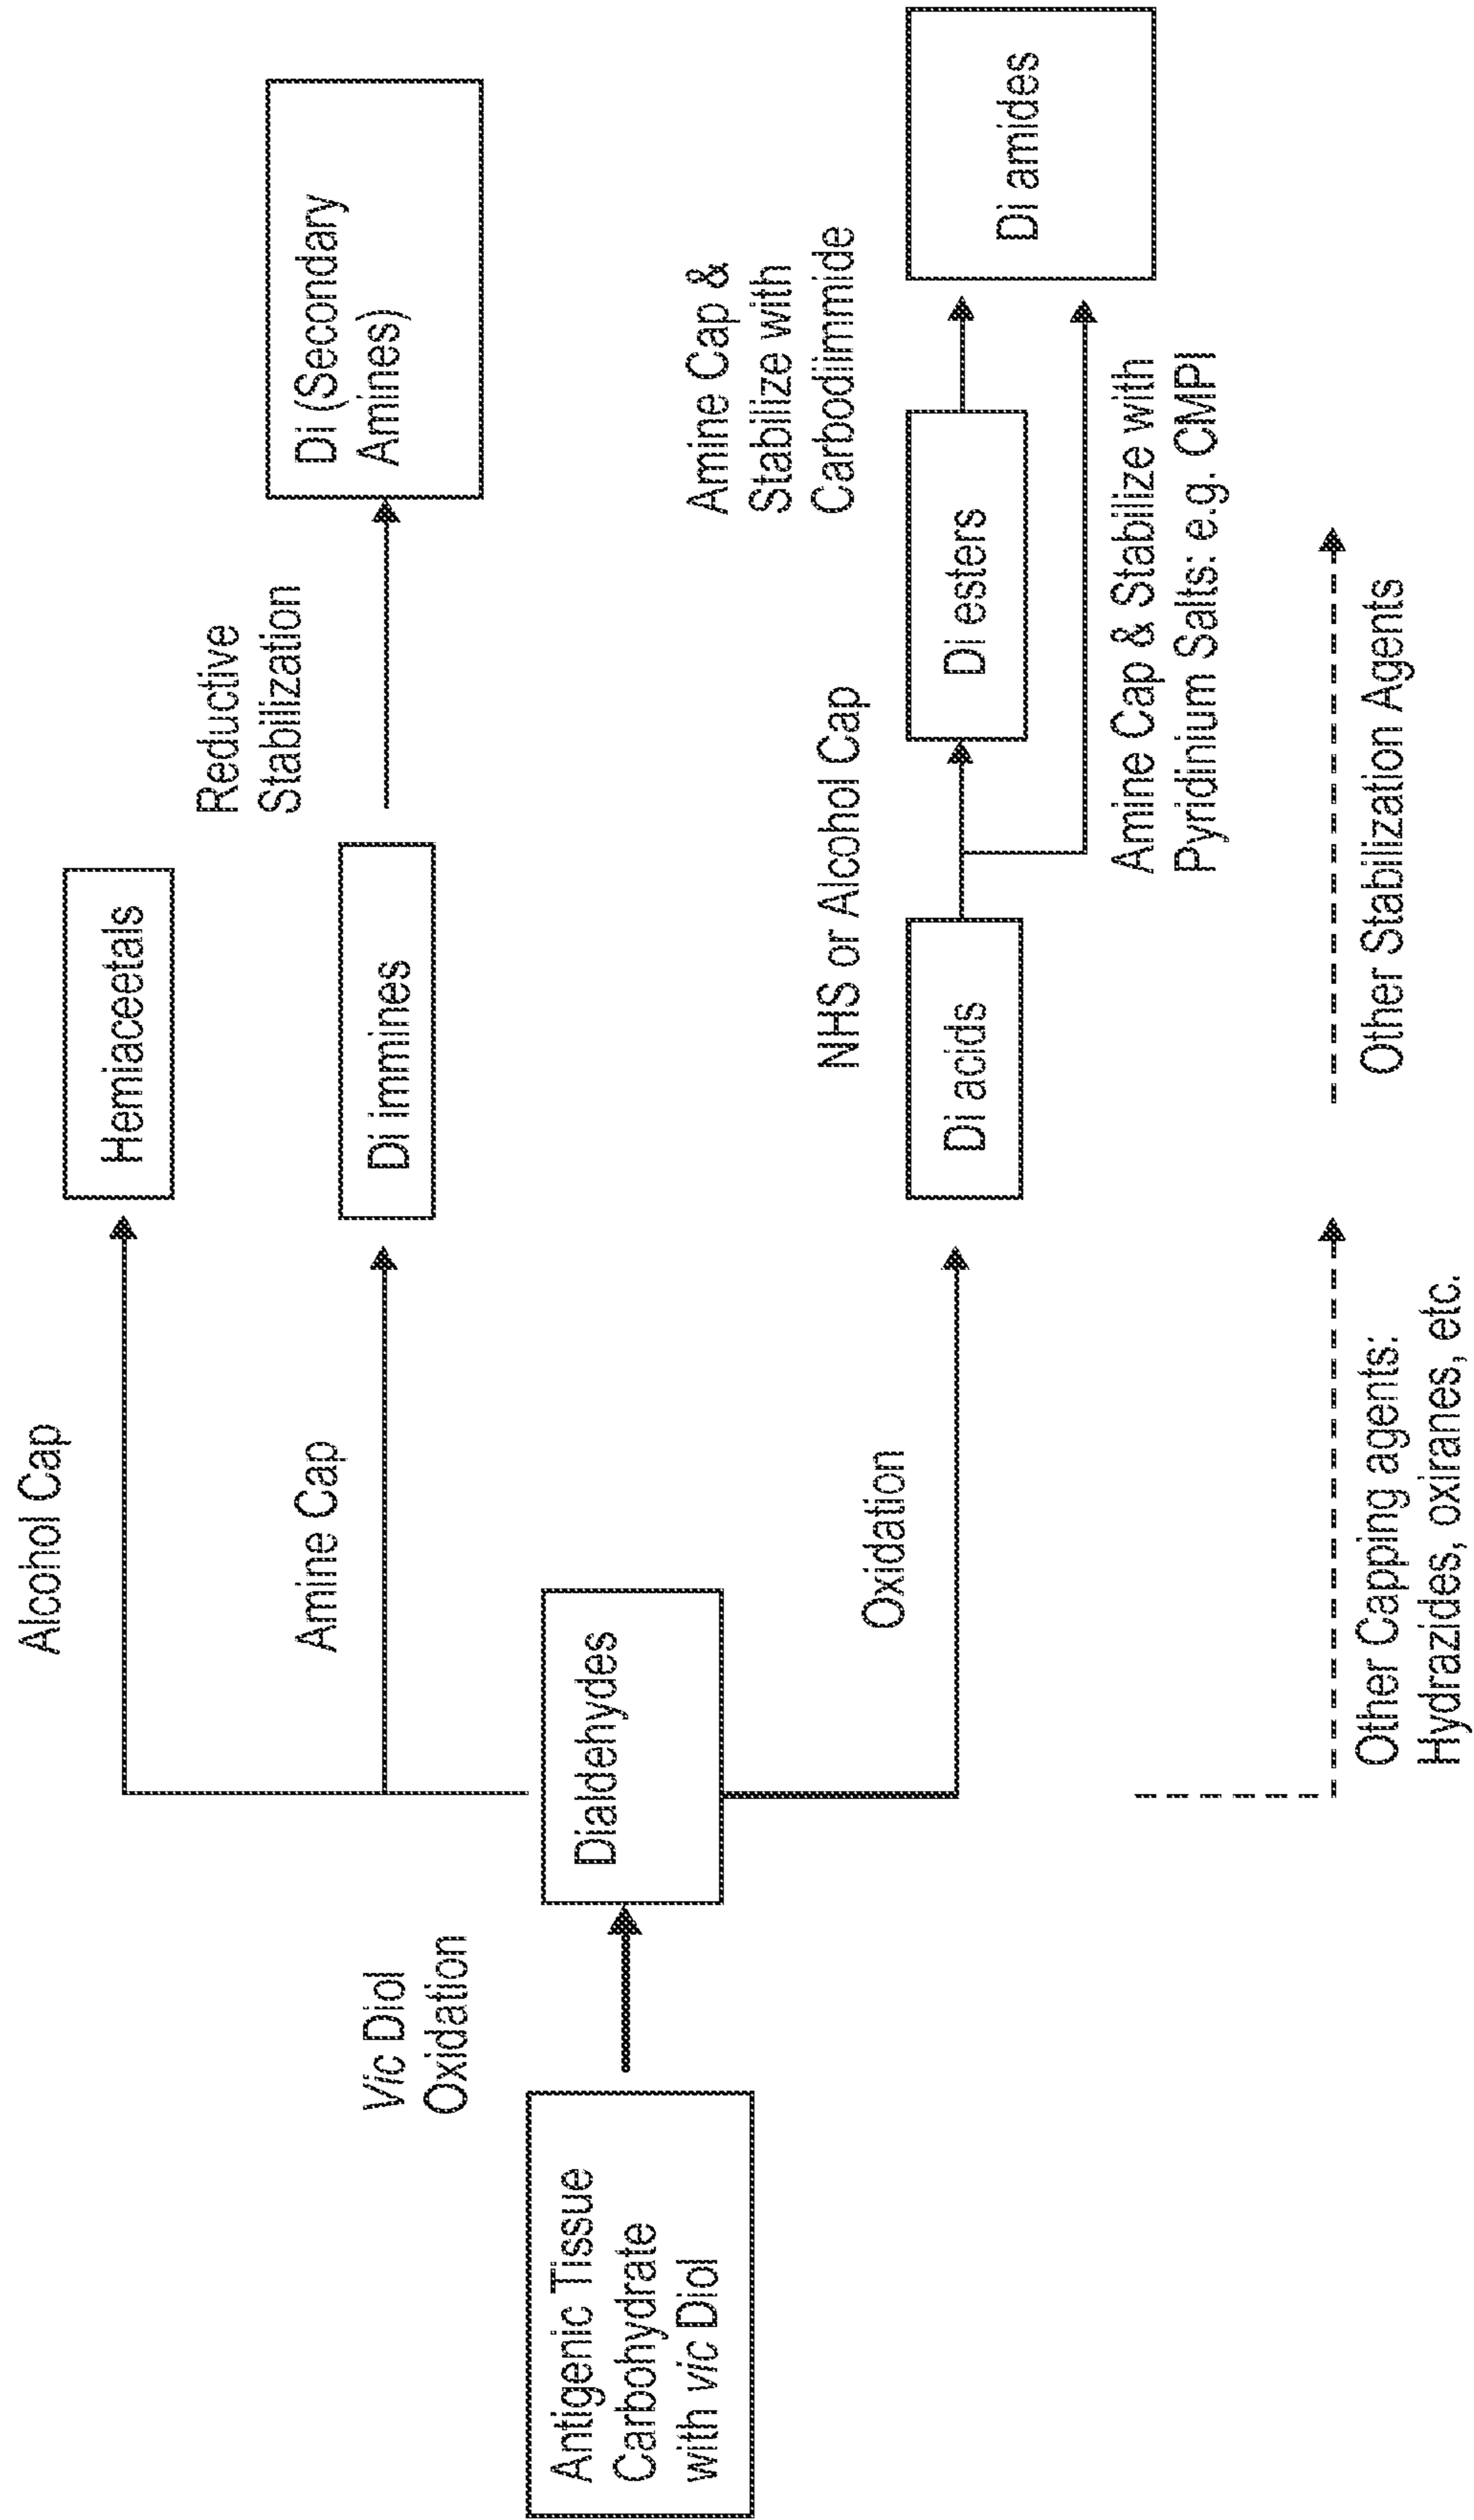 Alcohol Cap
Hemiaceetals
Amine Cap
Di immines
Reductive
Stabilization
Di (Secondary
Amines)
Antigenic Tissue
Carbohydrate
with vic Diol
Vic Diol
Oxidation
Dialdehydes
Oxidation
Di acids
NHS or Alcohol Cap
Di esters
Amine Cap &
Stabilize with
Carbodiimmide
Di amides
Amine Cap & Stabilize with
Pyridinium Salts: e.g. CMPI
Other Capping agents:
Hydrazides, oxiranes, etc.
Other Stabilization Agents